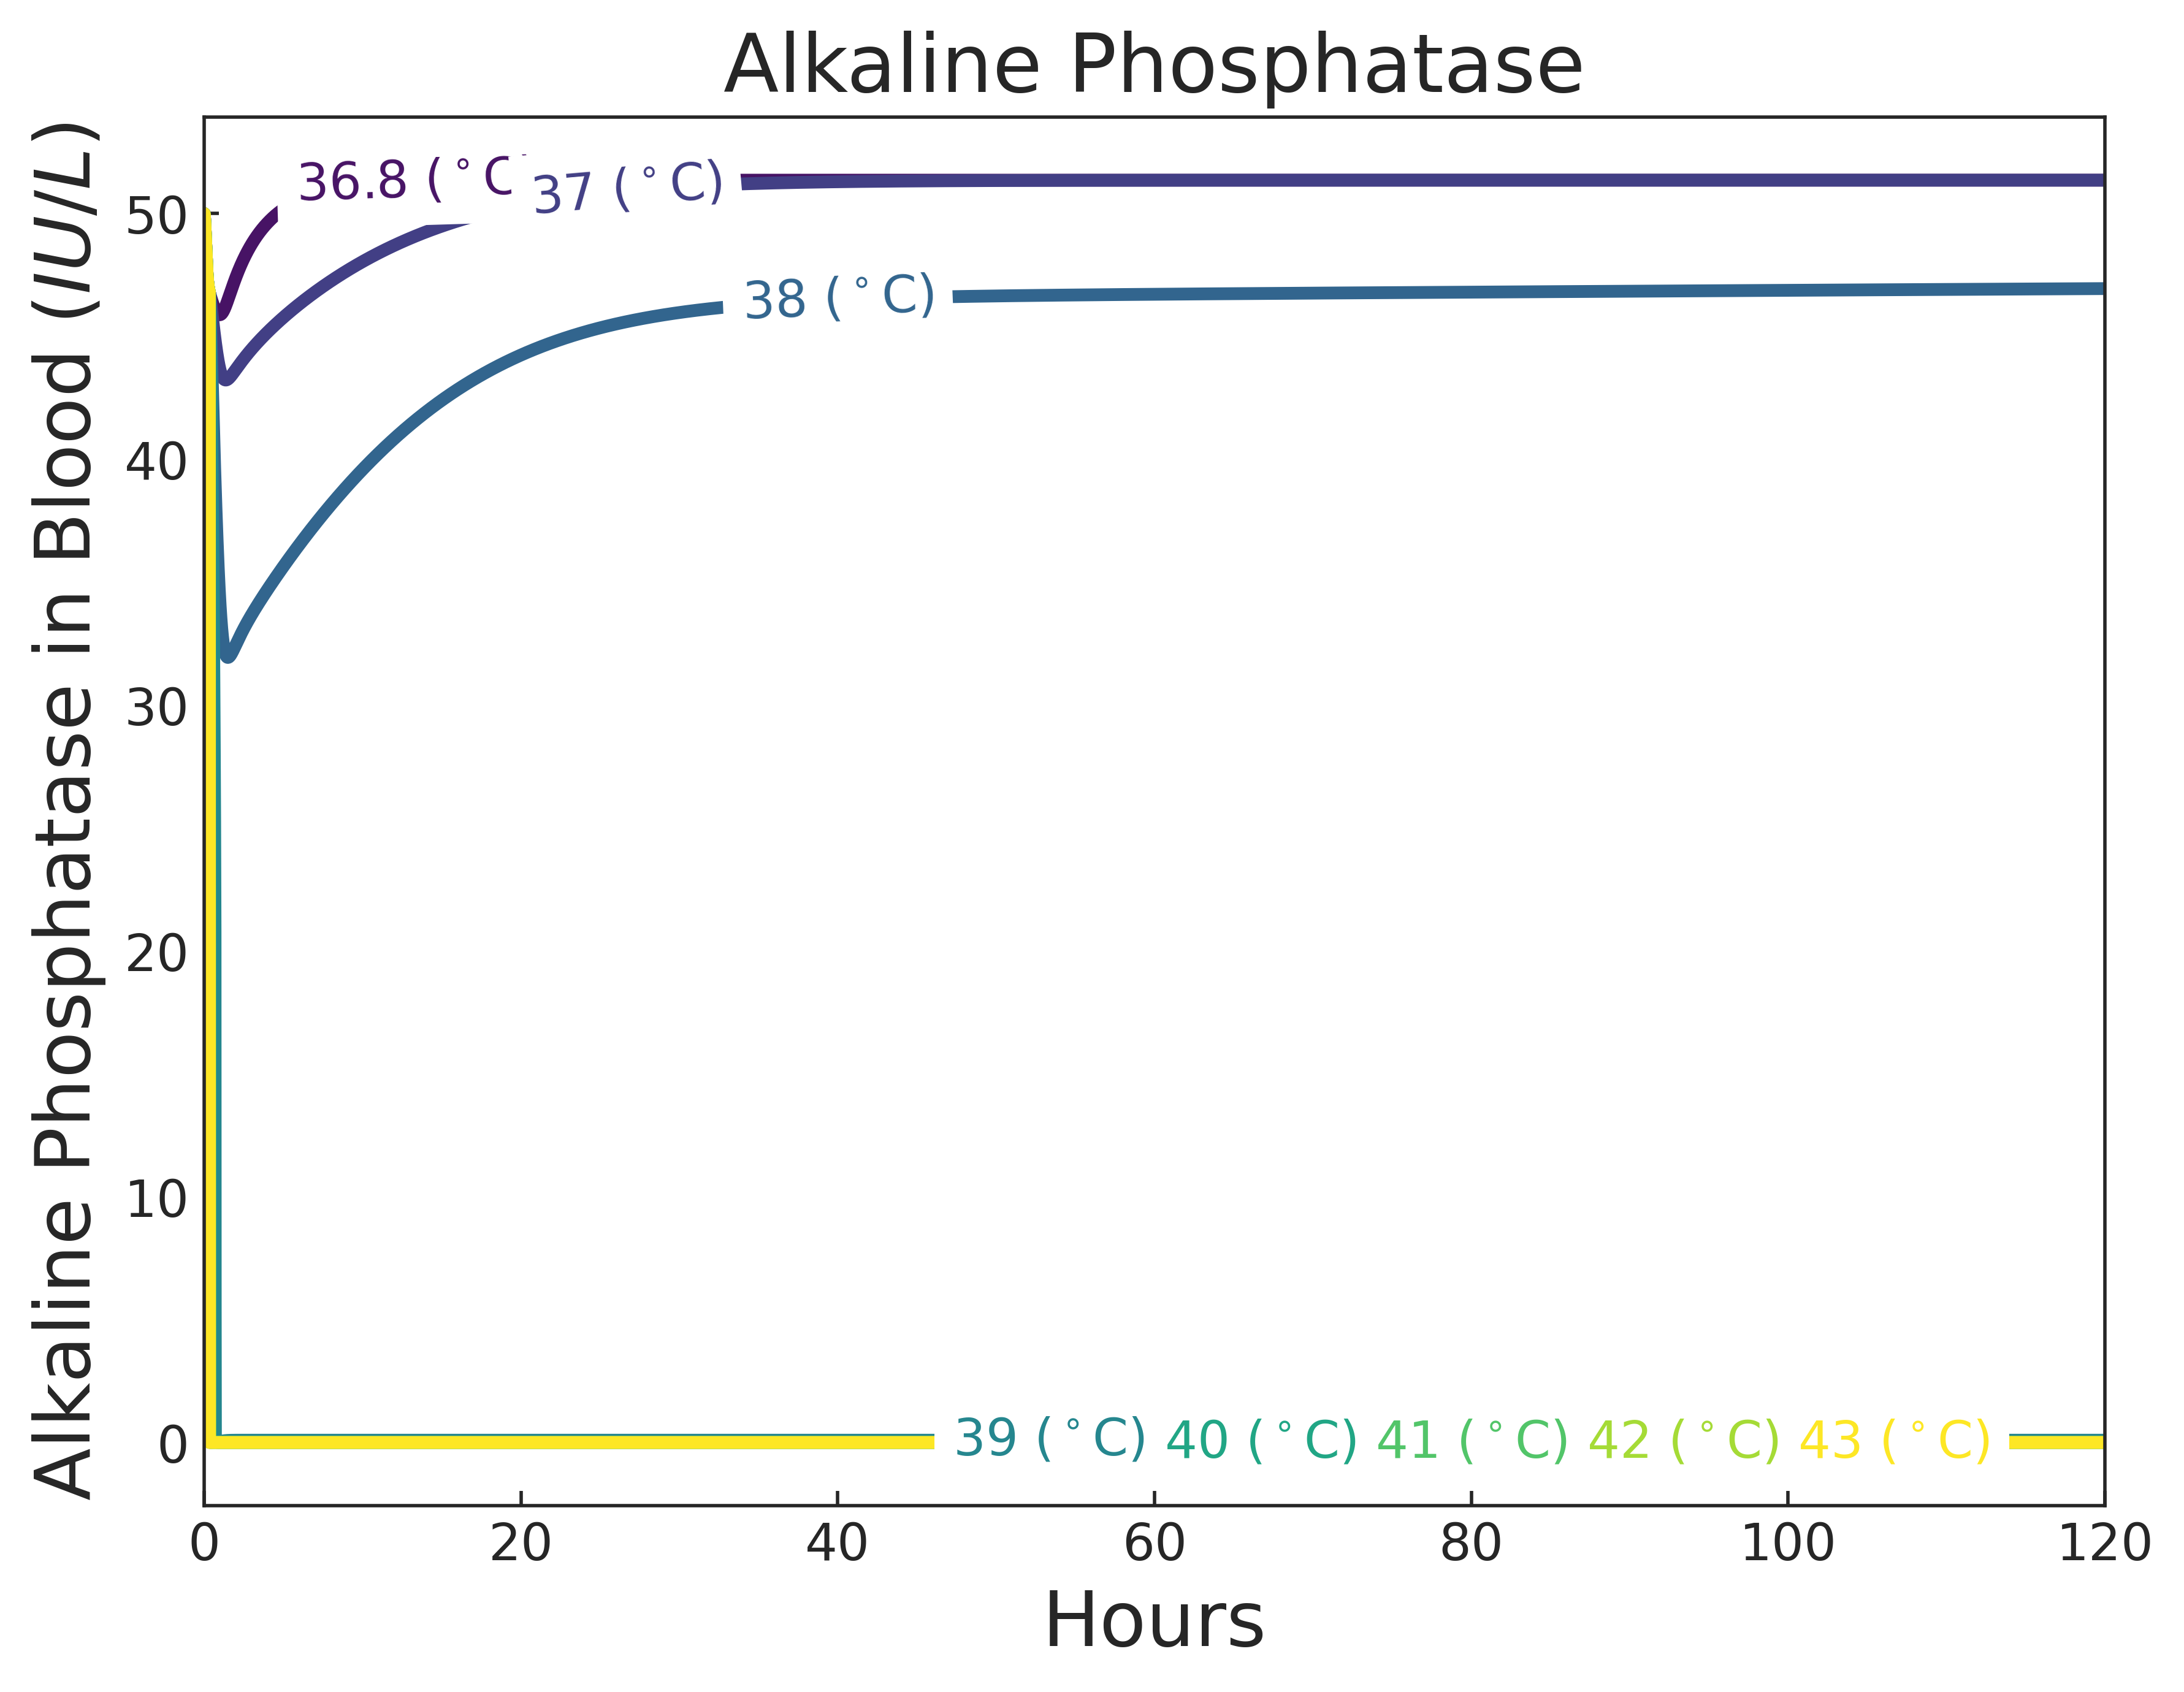 Alkaline Phosphatase
Alkaline Phosphatase in Blood (IU/L)
50
40
30
20
10
0
36.8 (°C
37 (°C)
38 (°C)
39 (°C) 40 (°C) 41 (°C) 42 (°C) 43 (°C)
0 20 40 60 80 100 120
Hours